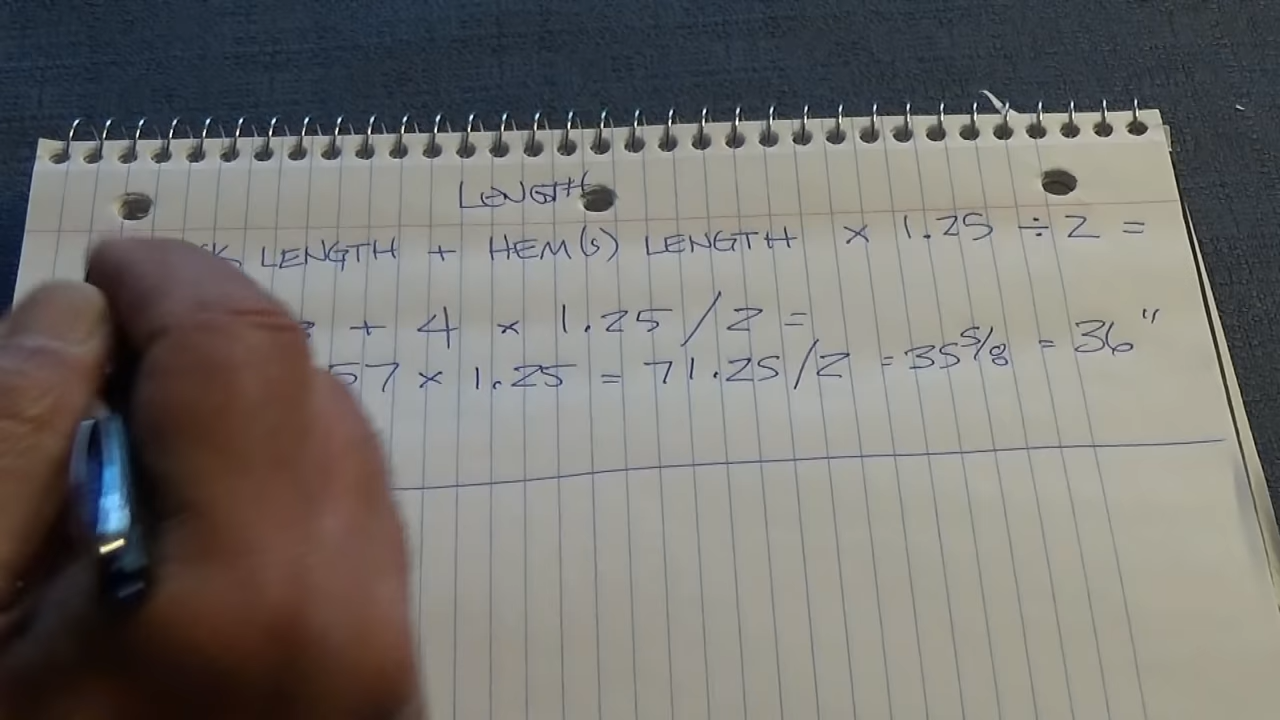 LENGTH
LENGTH + HEM(S) LENGTH × 1.25 ÷ 2 =
+ 4 × 1.25 / 2 =
57 × 1.25 = 71.25 / 2 = 35 5/8 = 36"